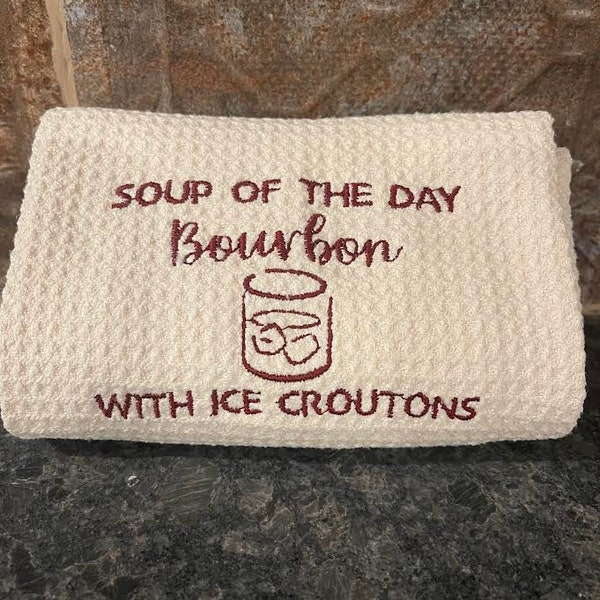 SOUP OF THE DAY
Bourbon
WITH ICE CROUTONS